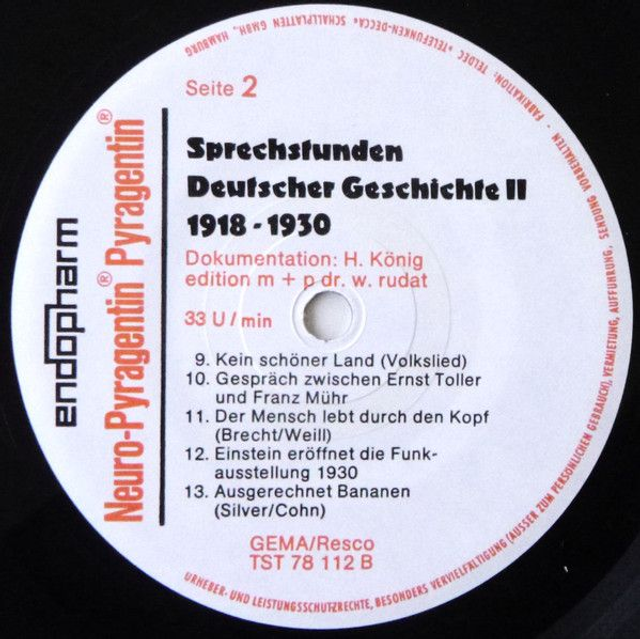 Seite 2
Sprechstunden
Deutscher Geschichte II
1918 - 1930
Dokumentation: H. König
edition m + p dr. w. rudat
33 U / min
9. Kein schöner Land (Volkslied)
10. Gespräch zwischen Ernst Toller
und Franz Mühr
11. Der Mensch lebt durch den Kopf
(Brecht/Weill)
12. Einstein eröffnet die Funk-
ausstellung 1930
13. Ausgerechnet Bananen
(Silver/Cohn)
GEMA/Resco
TST 78 112 B
endopharm
Neuro-Pyragentin® Pyragentin®
URHEBER- UND LEISTUNGSSCHUTZRECHTE, BESONDERS VERVIELFÄLTIGUNG (AUSSER ZUM PERSÖNLICHEN GEBRAUCH), VERMIETUNG, AUFFÜHRUNG, SENDUNG VORBEHALTEN - FABRIKATION: TELDEC »TELEFUNKEN-DECCA« SCHALLPLATTEN GMBH., HAMBURG